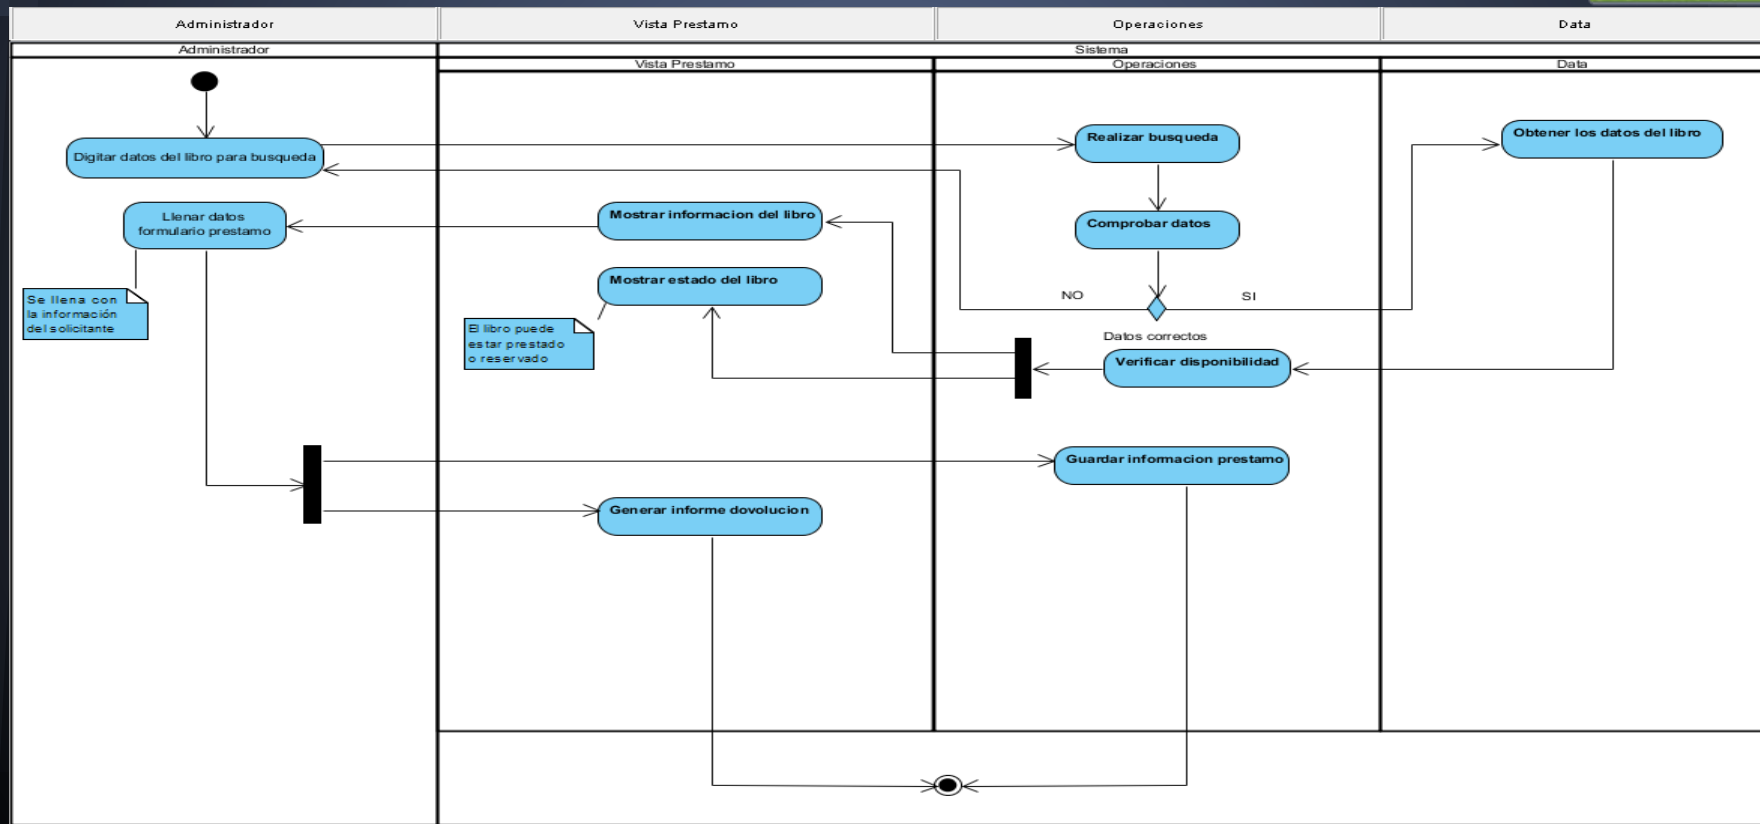 Administrador
Vista Prestamo
Operaciones
Data
Administrador
Sistema
Vista Prestamo
Operaciones
Data
Digitar datos del libro para busqueda
Realizar busqueda
Obtener los datos del libro
Llenar datos
formulario prestamo
Mostrar informacion del libro
Comprobar datos
Mostrar estado del libro
Se llena con
la información
del solicitante
El libro puede
estar prestado
o reservado
NO
SI
Datos correctos
Verificar disponibilidad
Guardar informacion prestamo
Generar informe dovolucion